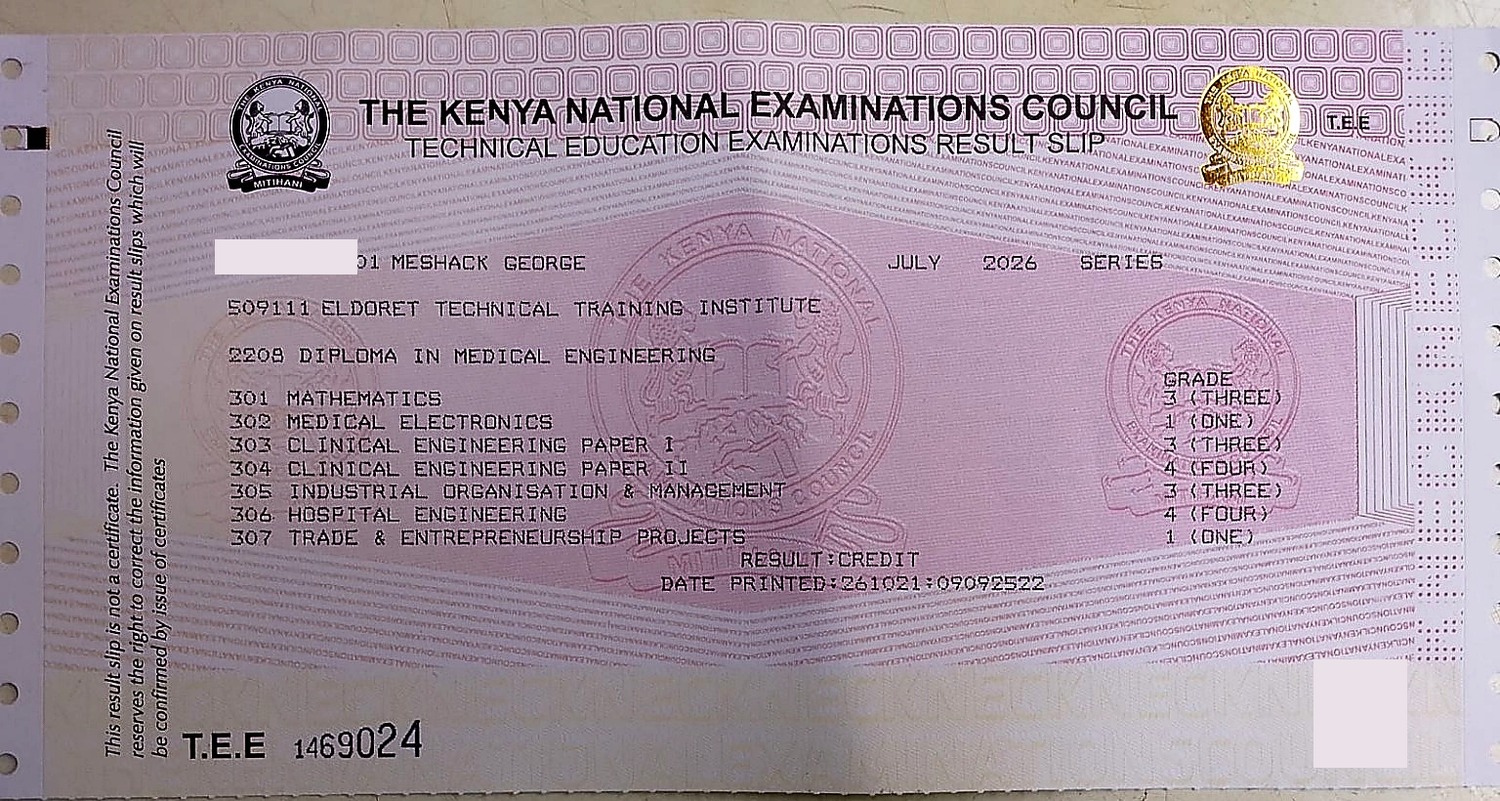 THE KENYA NATIONAL EXAMINATIONS COUNCIL
TECHNICAL EDUCATION EXAMINATIONS RESULT SLIP
T.E.E
MITIHANI
01 MESHACK GEORGE JULY 2026 SERIES
509111 ELDORET TECHNICAL TRAINING INSTITUTE
2208 DIPLOMA IN MEDICAL ENGINEERING
GRADE
301 MATHEMATICS 3 (THREE)
302 MEDICAL ELECTRONICS 1 (ONE)
303 CLINICAL ENGINEERING PAPER I 3 (THREE)
304 CLINICAL ENGINEERING PAPER II 4 (FOUR)
305 INDUSTRIAL ORGANISATION & MANAGEMENT 3 (THREE)
306 HOSPITAL ENGINEERING 4 (FOUR)
307 TRADE & ENTREPRENEURSHIP PROJECTS 1 (ONE)
RESULT:CREDIT
DATE PRINTED:261021:09092522
This result slip is not a certificate. The Kenya National Examinations Council
reserves the right to correct the information given on result slips which will
be confirmed by issue of certificates
T.E.E 1469024